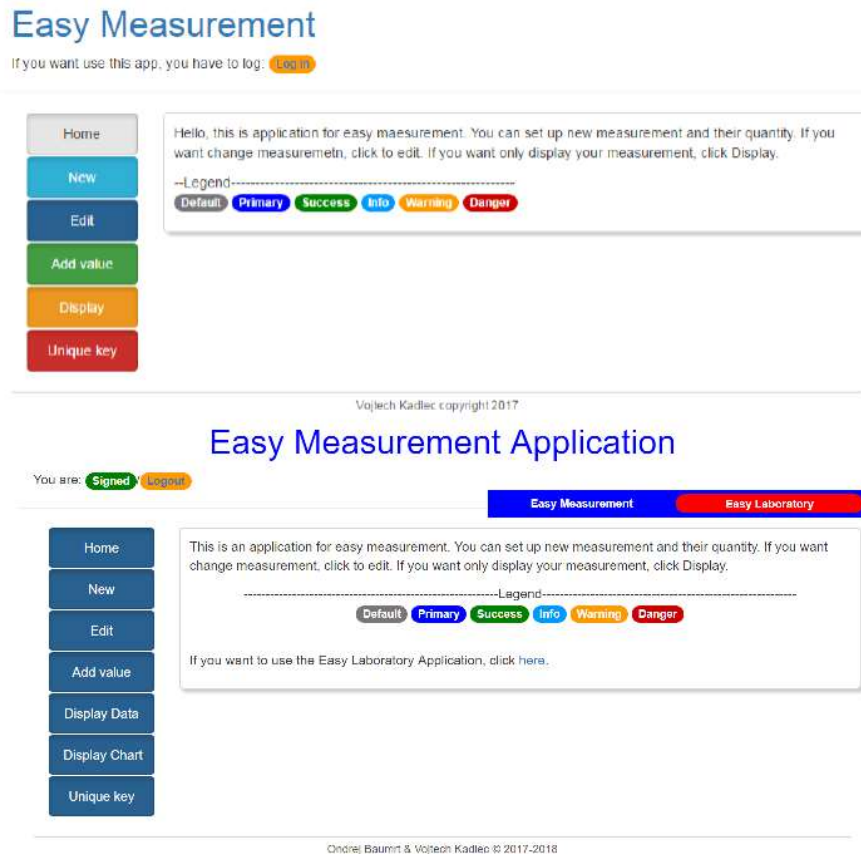 Easy Measurement
If you want use this app, you have to log: Log in
Home
New
Edit
Add value
Display
Unique key
Hello, this is application for easy maesurement. You can set up new measurement and their quantity. If you
want change measuremetn, click to edit. If you want only display your measurement, click Display.
--Legend------------------------------------------------------------
Default Primary Success Info Warning Danger
Vojtech Kadlec copyright 2017
Easy Measurement Application
You are: Signed / Logout
Easy Measurement Easy Laboratory
Home
New
Edit
Add value
Display Data
Display Chart
Unique key
This is an application for easy measurement. You can set up new measurement and their quantity. If you want
change measurement, click to edit. If you want only display your measurement, click Display.
------------------------------------------------------Legend------------------------------------------------------
Default Primary Success Info Warning Danger
If you want to use the Easy Laboratory Application, click here.
Ondrej & Vojtech Kadlec © 2017-2018